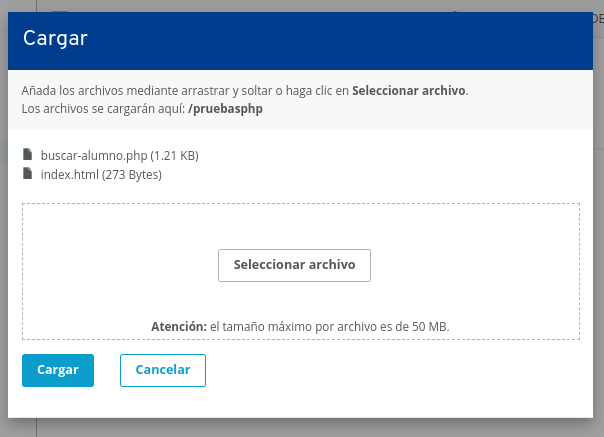 DE
Cargar
Añada los archivos mediante arrastrar y soltar o haga clic en Seleccionar archivo.
Los archivos se cargarán aquí: /pruebasphp
buscar-alumno.php (1.21 KB)
index.html (273 Bytes)
Seleccionar archivo
Atención: el tamaño máximo por archivo es de 50 MB.
Cargar
Cancelar